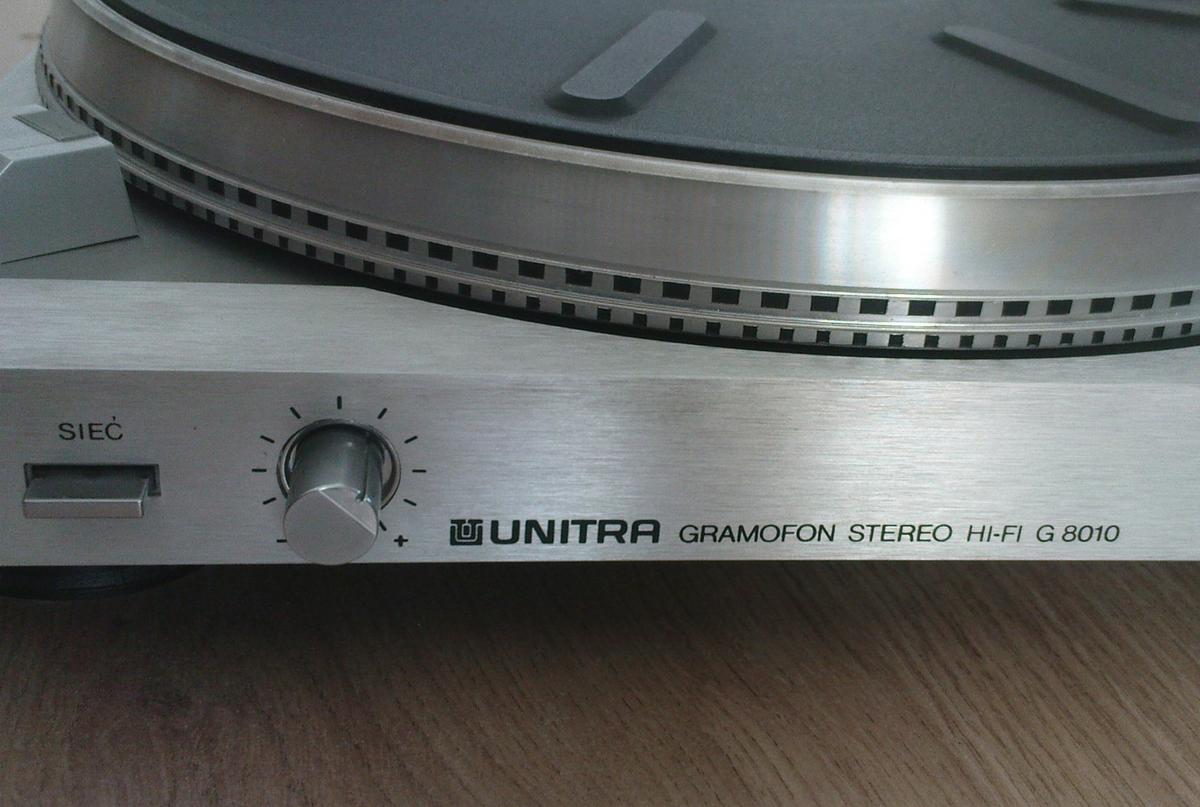 SIEĆ
- +
UNITRA GRAMOFON STEREO HI-FI G 8010